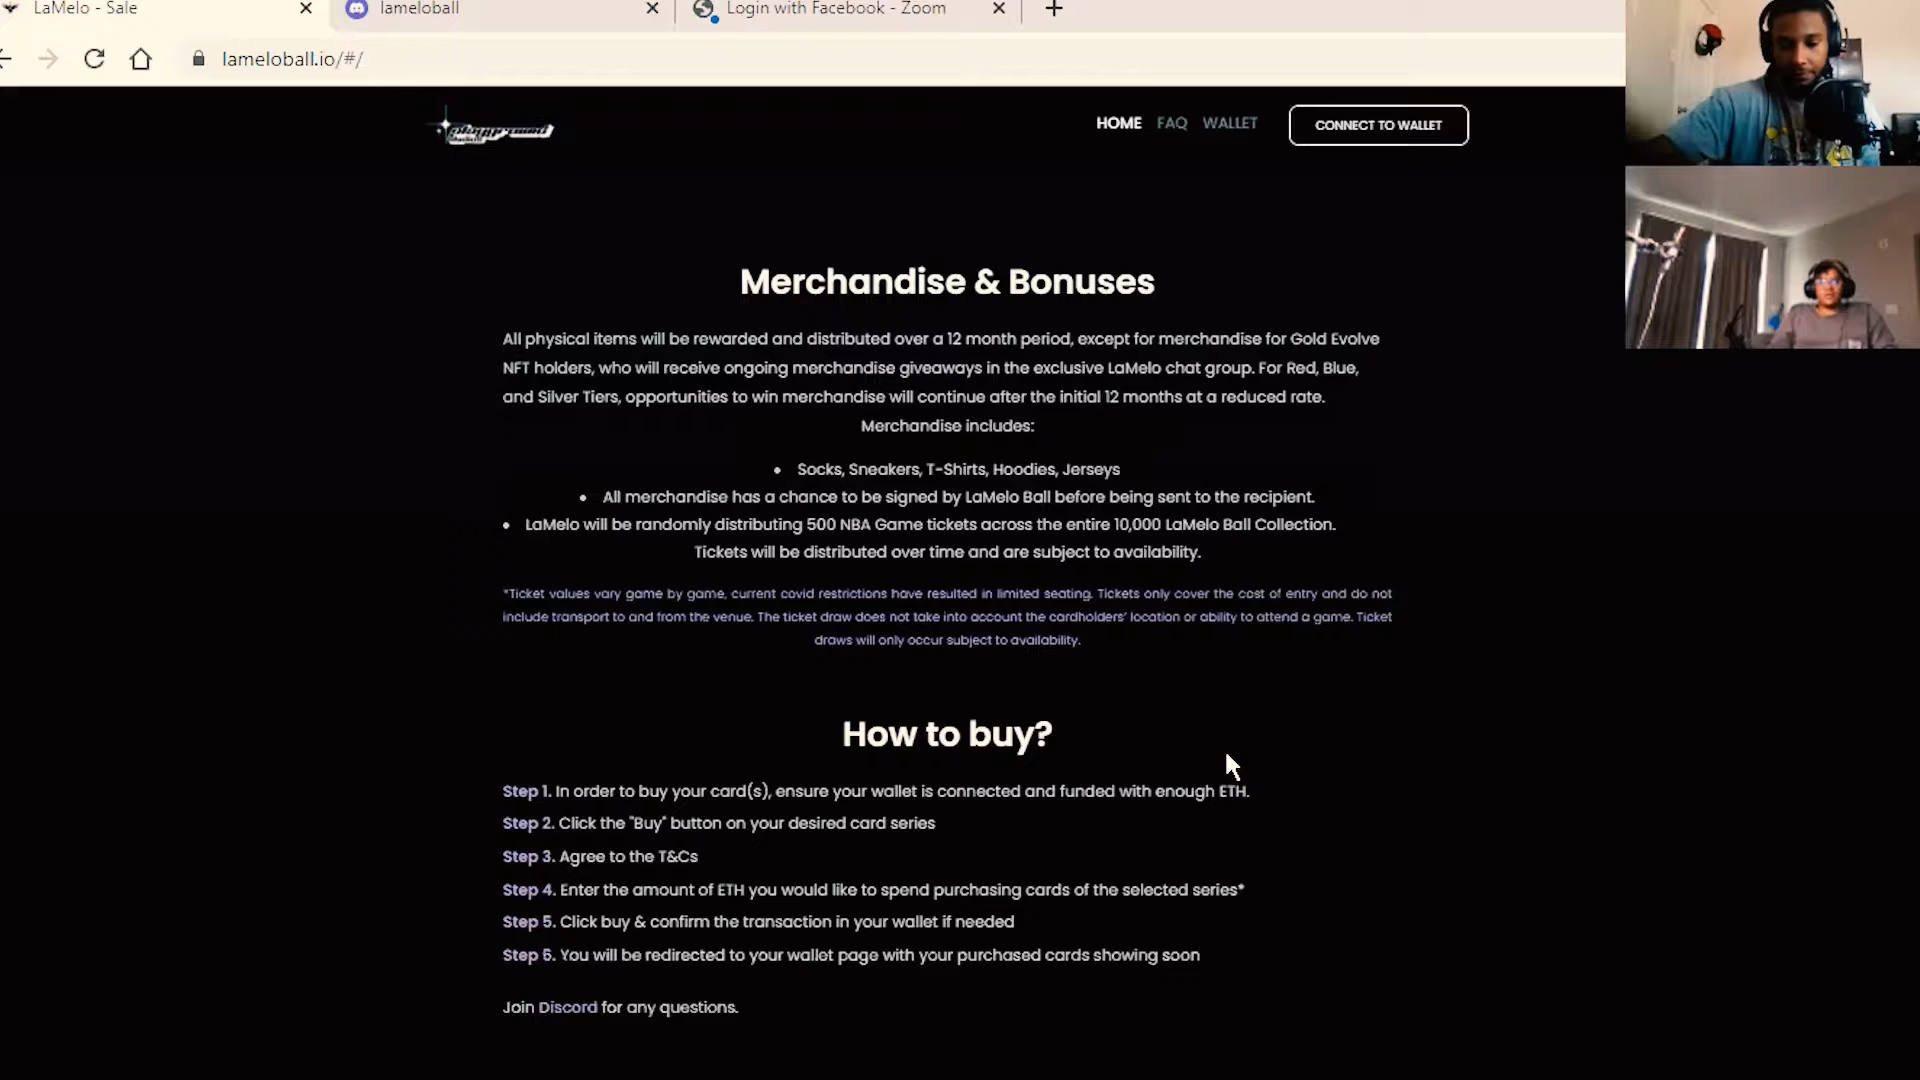 LaMelo - Sale
lameloball
Login with Facebook - Zoom
lameloball.io/#/
playground
HOME FAQ WALLET CONNECT TO WALLET
Merchandise & Bonuses
All physical items will be rewarded and distributed over a 12 month period, except for merchandise for Gold Evolve
NFT holders, who will receive ongoing merchandise giveaways in the exclusive LaMelo chat group. For Red, Blue,
and Silver Tiers, opportunities to win merchandise will continue after the initial 12 months at a reduced rate.
Merchandise includes:
• Socks, Sneakers, T-Shirts, Hoodies, Jerseys
• All merchandise has a chance to be signed by LaMelo Ball before being sent to the recipient.
• LaMelo will be randomly distributing 500 NBA Game tickets across the entire 10,000 LaMelo Ball Collection.
Tickets will be distributed over time and are subject to availability.
*Ticket values vary game by game, current covid restrictions have resulted in limited seating. Tickets only cover the cost of entry and do not
include transport to and from the venue. The ticket draw does not take into account the cardholders' location or ability to attend a game. Ticket
draws will only occur subject to availability.
How to buy?
Step 1. In order to buy your card(s), ensure your wallet is connected and funded with enough ETH.
Step 2. Click the "Buy" button on your desired card series
Step 3. Agree to the T&Cs
Step 4. Enter the amount of ETH you would like to spend purchasing cards of the selected series*
Step 5. Click buy & confirm the transaction in your wallet if needed
Step 6. You will be redirected to your wallet page with your purchased cards showing soon
Join Discord for any questions.